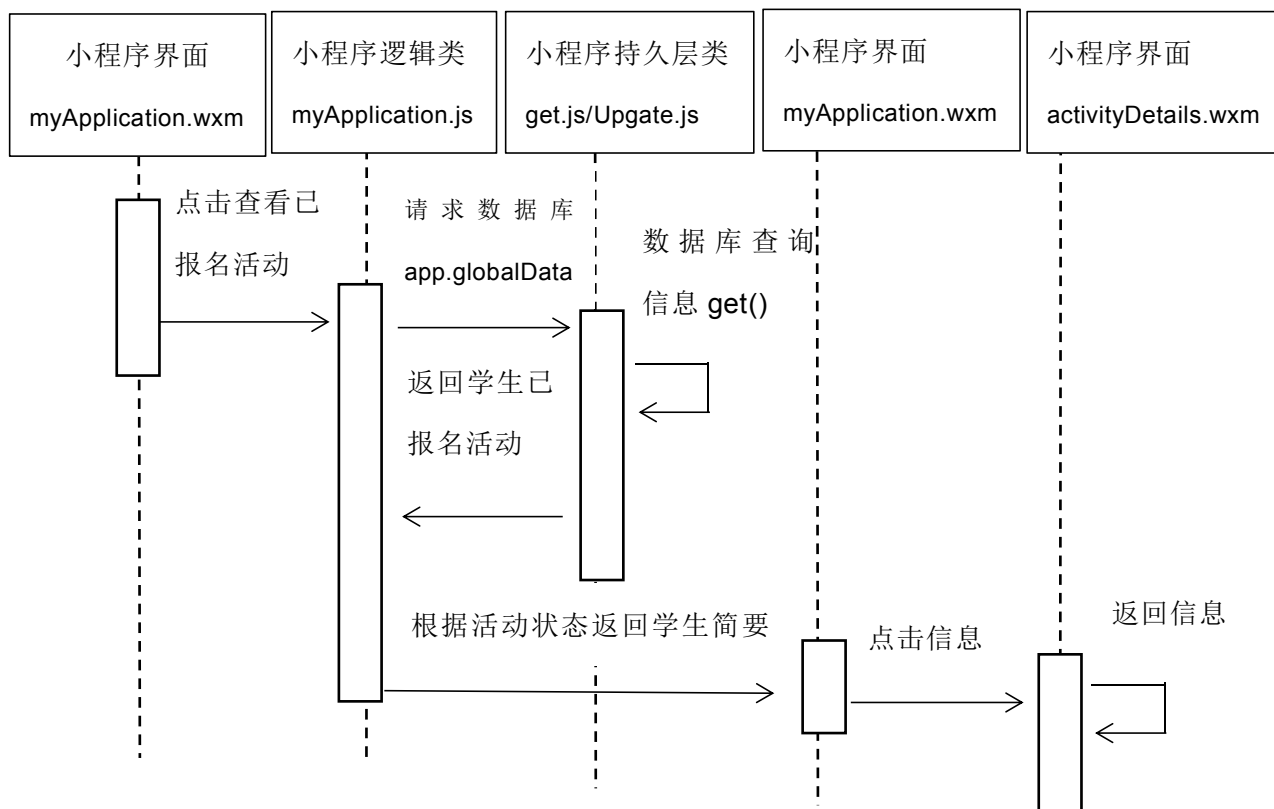 小程序界面
myApplication.wxm
小程序逻辑类
myApplication.js
小程序持久层类
get.js/Upgate.js
小程序界面
myApplication.wxm
小程序界面
activityDetails.wxm
点击查看已
报名活动
请求数据库
app.globalData
数据库查询
信息 get()
返回学生已
报名活动
根据活动状态返回学生简要
点击信息
返回信息